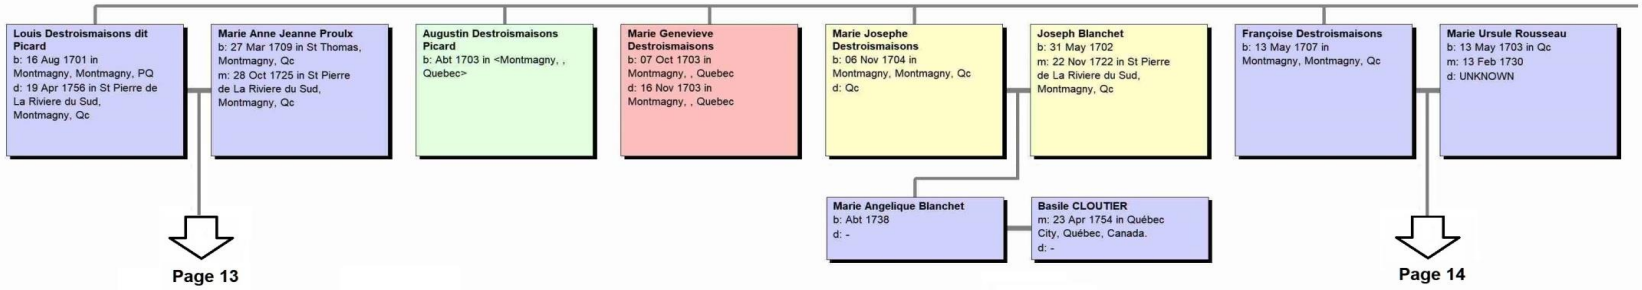 Louis Destroismaisons dit
Picard
b: 16 Aug 1701 in
Montmagny, Montmagny, PQ
d: 19 Apr 1756 in St Pierre de
La Riviere du Sud,
Montmagny, Qc
Marie Anne Jeanne Proulx
b: 27 Mar 1709 in St Thomas,
Montmagny, Qc
m: 28 Oct 1725 in St Pierre
de La Riviere du Sud,
Montmagny, Qc
Augustin Destroismaisons
Picard
b: Abt 1703 in <Montmagny, ,
Quebec>
Marie Genevieve
Destroismaisons
b: 07 Oct 1703 in
Montmagny, , Quebec
d: 16 Nov 1703 in
Montmagny, , Quebec
Marie Josephe
Destroismaisons
b: 06 Nov 1704 in
Montmagny, Montmagny, Qc
d: Qc
Joseph Blanchet
b: 31 May 1702
m: 22 Nov 1722 in St Pierre
de La Riviere du Sud,
Montmagny, Qc
Françoise Destroismaisons
b: 13 May 1707 in
Montmagny, Montmagny, Qc
Marie Ursule Rousseau
b: 13 May 1703 in Qc
m: 13 Feb 1730
d: UNKNOWN
Marie Angelique Blanchet
b: Abt 1738
d: -
Basile CLOUTIER
m: 23 Apr 1754 in Québec
City, Québec, Canada.
d: -
Page 13
Page 14